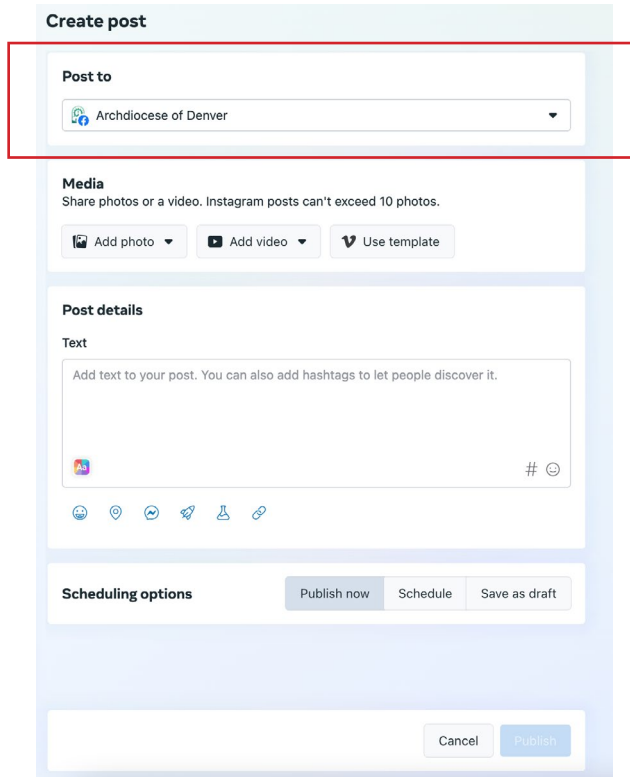 Create post
Post to
Archdiocese of Denver
Media
Share photos or a video. Instagram posts can't exceed 10 photos.
Add photo Add video Use template
Post details
Text
Add text to your post. You can also add hashtags to let people discover it.
Aa #
Scheduling options Publish now Schedule Save as draft
Cancel Publish